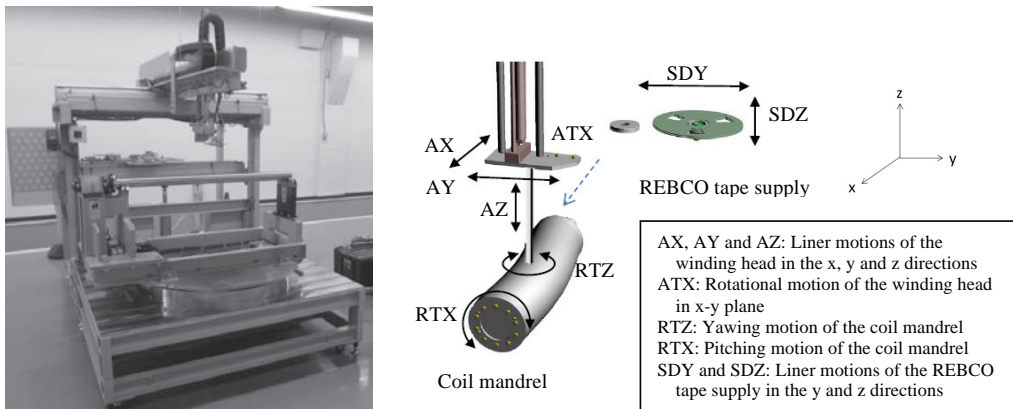 SDY
SDZ
AX
ATX
AY
AZ
RTZ
RTX
REBCO tape supply
Coil mandrel
z
y
x
AX, AY and AZ: Liner motions of the
winding head in the x, y and z directions
ATX: Rotational motion of the winding head
in x-y plane
RTZ: Yawing motion of the coil mandrel
RTX: Pitching motion of the coil mandrel
SDY and SDZ: Liner motions of the REBCO
tape supply in the y and z directions